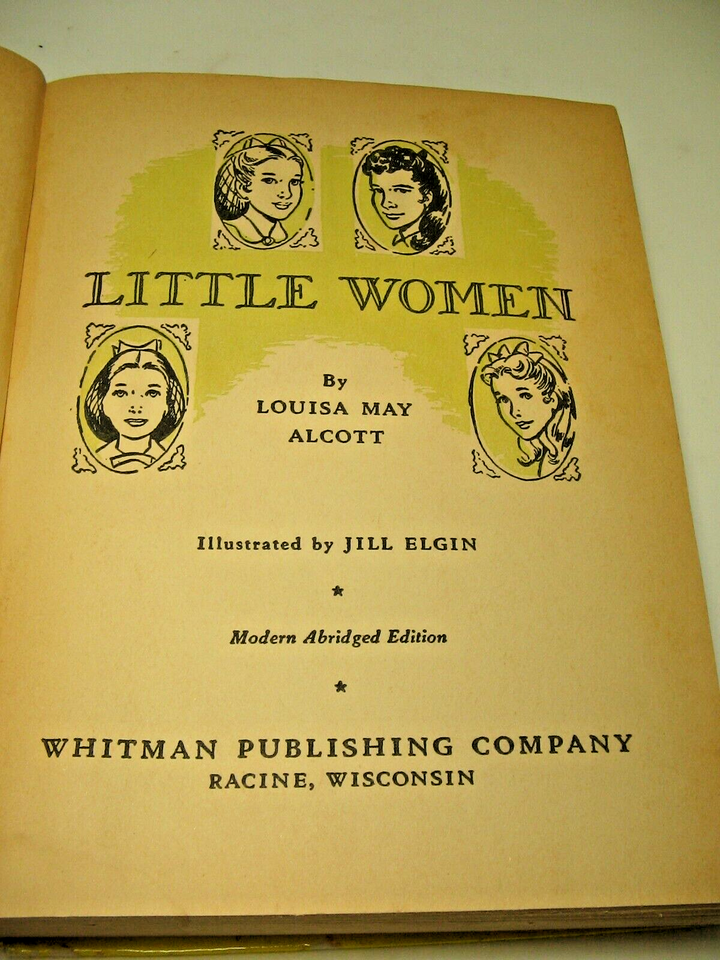 LITTLE WOMEN
By
LOUISA MAY
ALCOTT
Illustrated by JILL ELGIN
Modern Abridged Edition
WHITMAN PUBLISHING COMPANY
RACINE, WISCONSIN